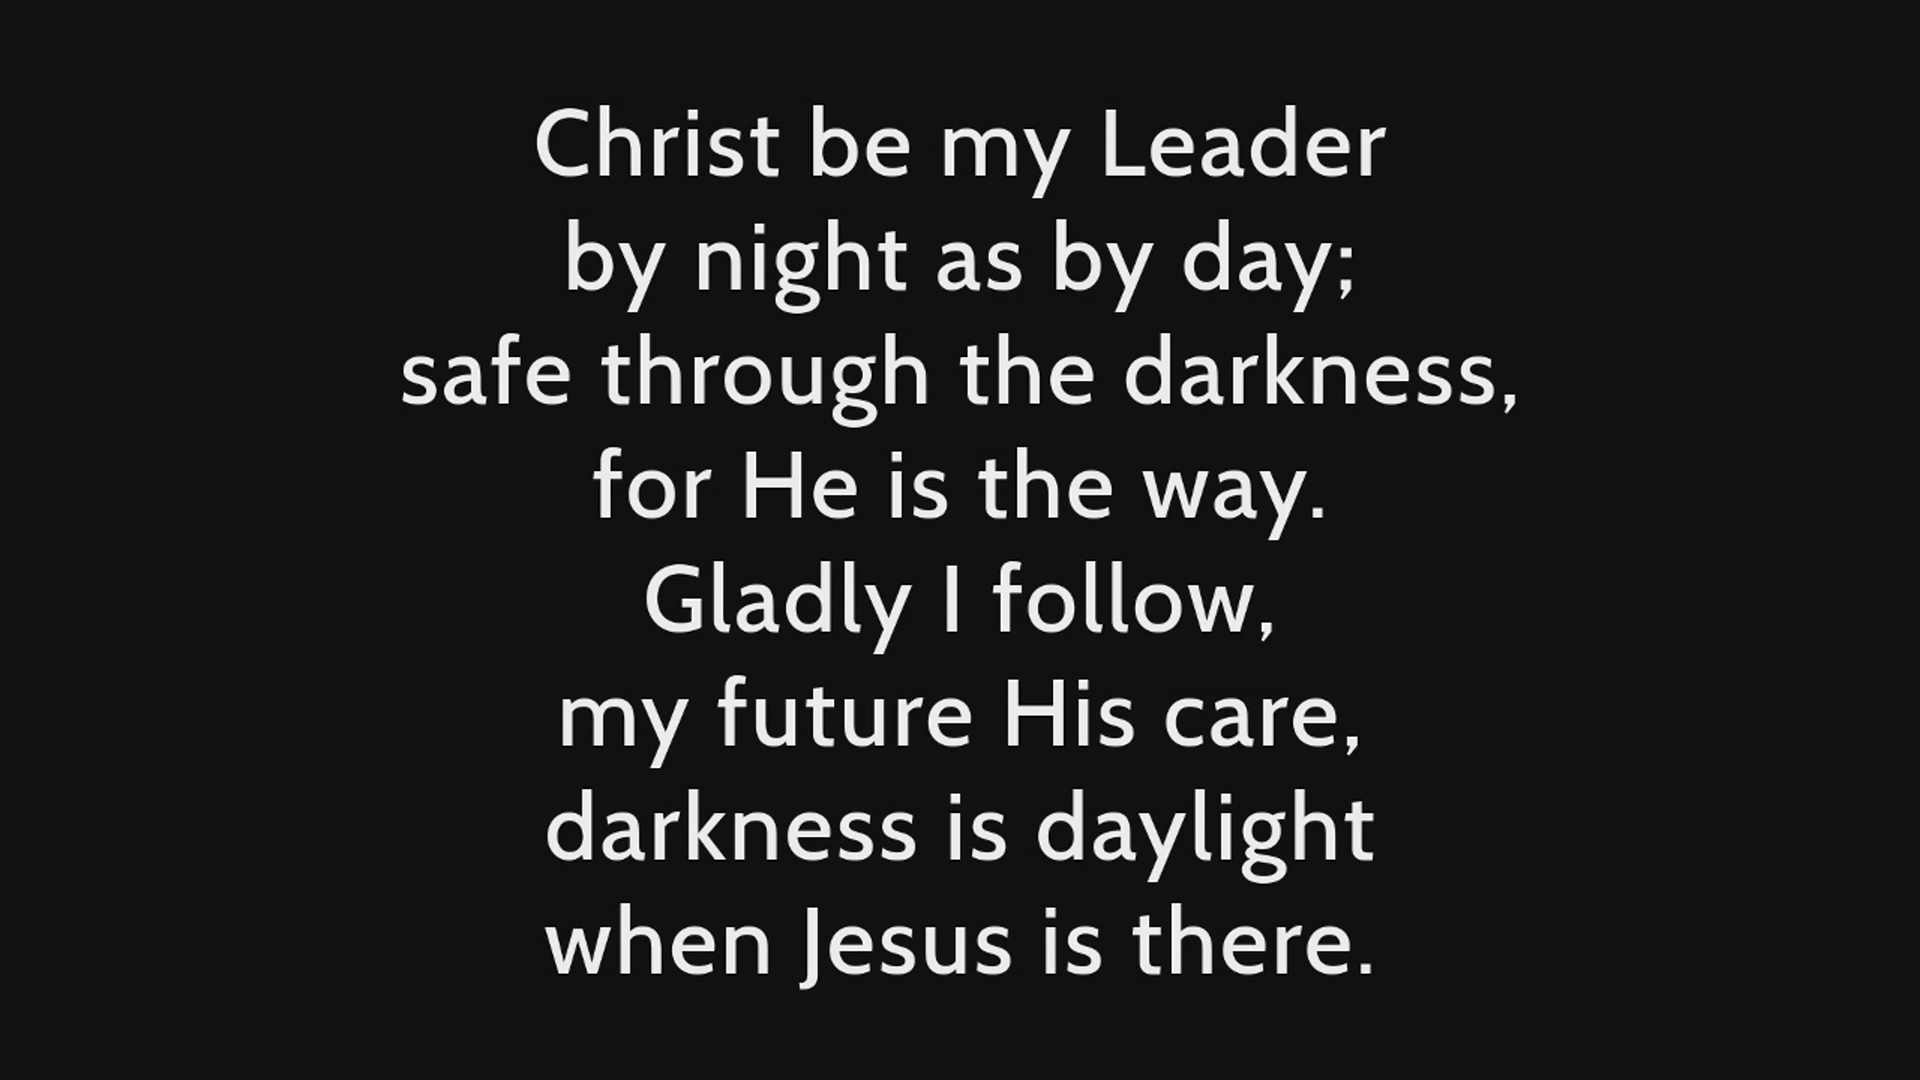 Christ be my Leader
by night as by day;
safe through the darkness,
for He is the way.
Gladly I follow,
my future His care,
darkness is daylight
when Jesus is there.